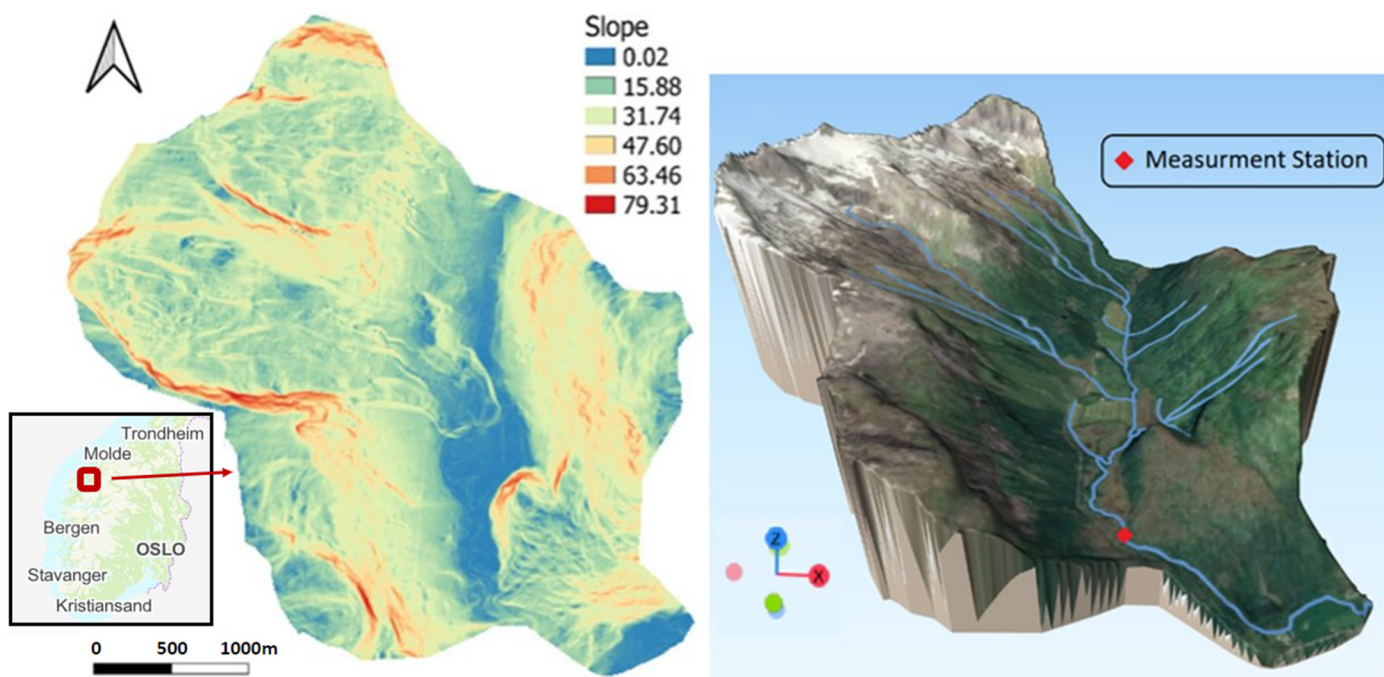 Slope
0.02
15.88
31.74
47.60
63.46
79.31
Trondheim
Molde
Bergen
OSLO
Stavanger
Kristiansand
0 500 1000m
Measurment Station
Z
X